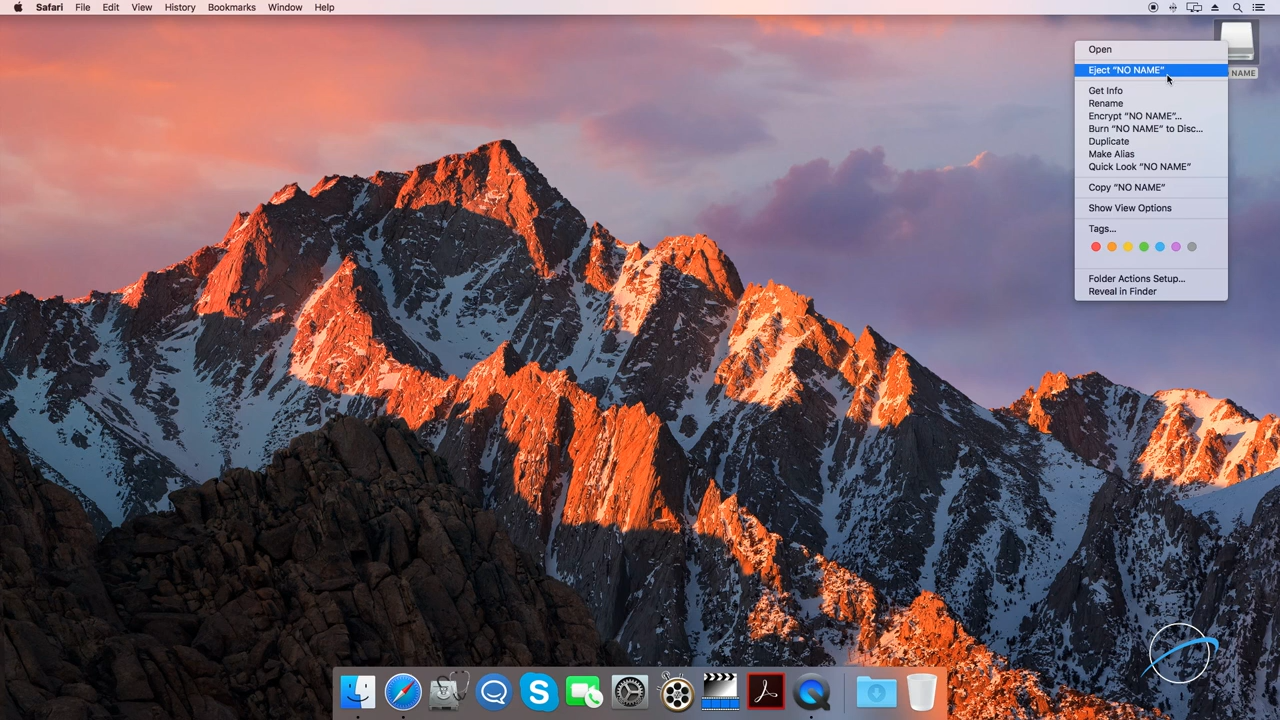 Safari File Edit View History Bookmarks Window Help
NAME
Open
Eject “NO NAME”
Get Info
Rename
Encrypt “NO NAME”...
Burn “NO NAME” to Disc...
Duplicate
Make Alias
Quick Look “NO NAME”
Copy “NO NAME”
Show View Options
Tags...
Folder Actions Setup...
Reveal in Finder